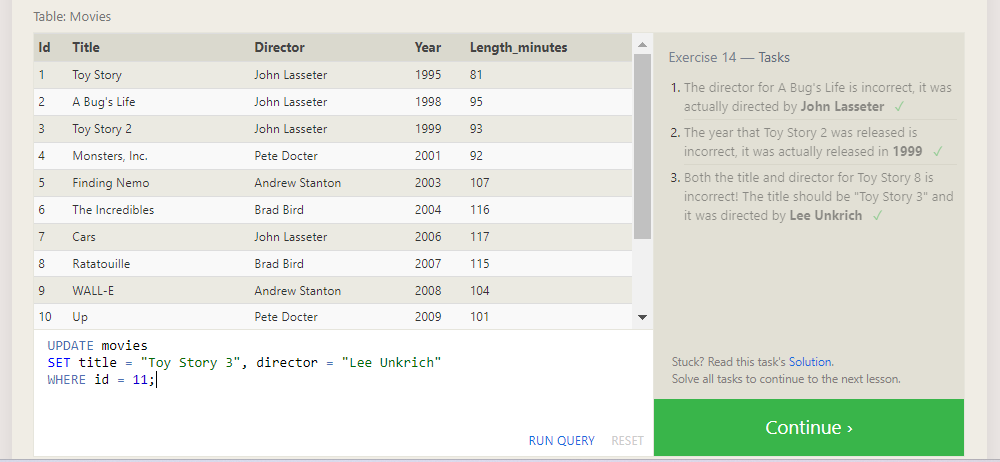 Table: Movies
Id Title Director Year Length_minutes
1 Toy Story John Lasseter 1995 81
2 A Bug's Life John Lasseter 1998 95
3 Toy Story 2 John Lasseter 1999 93
4 Monsters, Inc. Pete Docter 2001 92
5 Finding Nemo Andrew Stanton 2003 107
6 The Incredibles Brad Bird 2004 116
7 Cars John Lasseter 2006 117
8 Ratatouille Brad Bird 2007 115
9 WALL-E Andrew Stanton 2008 104
10 Up Pete Docter 2009 101
UPDATE movies
SET title = "Toy Story 3", director = "Lee Unkrich"
WHERE id = 11;
RUN QUERY RESET
Exercise 14 — Tasks
1. The director for A Bug's Life is incorrect, it was
actually directed by John Lasseter ✓
2. The year that Toy Story 2 was released is
incorrect, it was actually released in 1999 ✓
3. Both the title and director for Toy Story 8 is
incorrect! The title should be "Toy Story 3" and
it was directed by Lee Unkrich ✓
Stuck? Read this task's Solution.
Solve all tasks to continue to the next lesson.
Continue ›